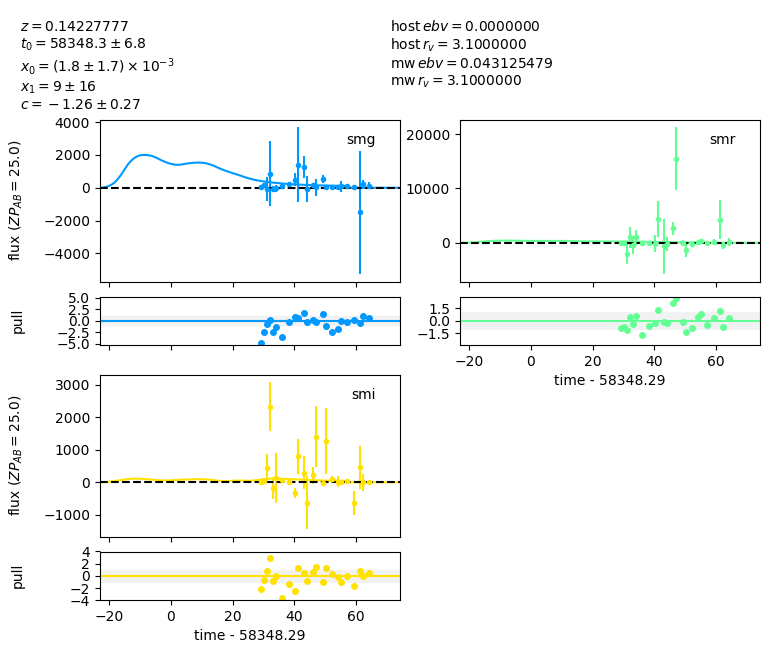 z = 0.14227777
t₀ = 58348.3 ± 6.8
x₀ = (1.8 ± 1.7) × 10⁻³
x₁ = 9 ± 16
c = −1.26 ± 0.27
host ebv = 0.0000000
host r_v = 3.1000000
mw ebv = 0.043125479
mw r_v = 3.1000000
smg
4000
2000
0
−2000
−4000
flux (ZP_AB = 25.0)
smr
20000
10000
0
5.0
2.5
0.0
−2.5
−5.0
pull
1.5
0.0
−1.5
−20 0 20 40 60
time - 58348.29
smi
3000
2000
1000
0
−1000
flux (ZP_AB = 25.0)
4
2
0
−2
−4
pull
−20 0 20 40 60
time - 58348.29